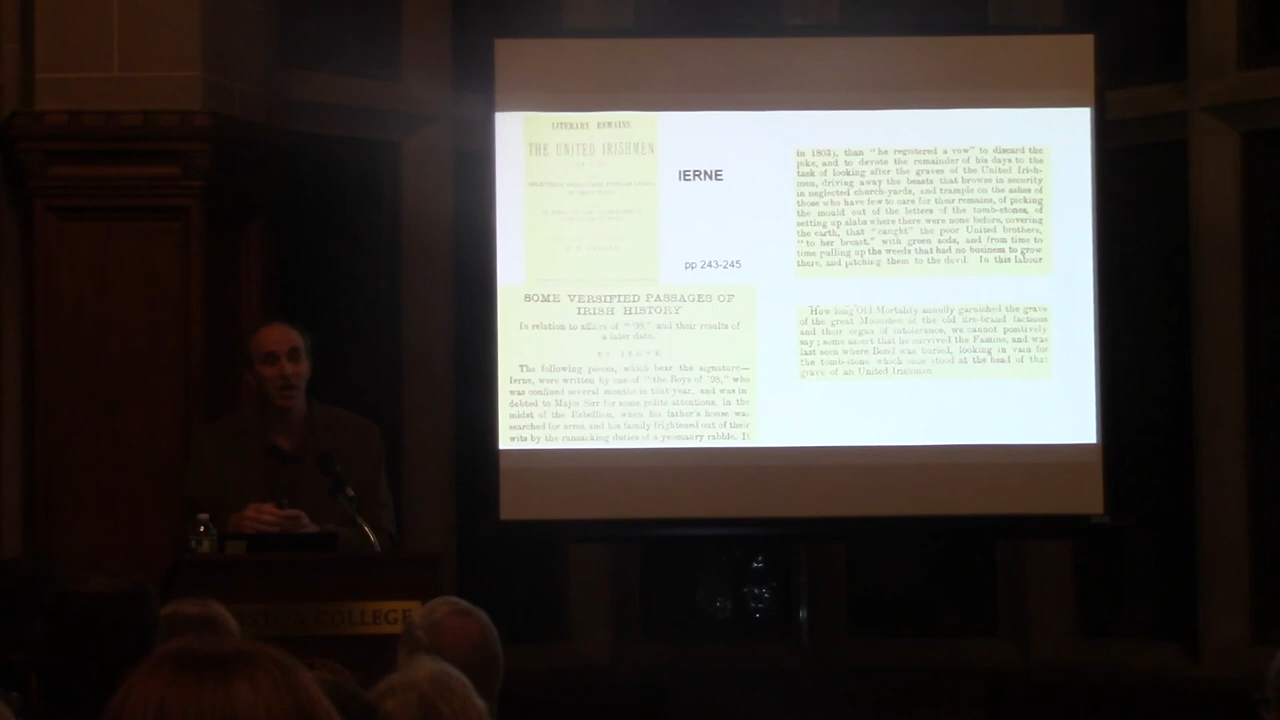 LITERARY REMAINS
THE UNITED IRISHMEN
IERNE
pp 243-245
SOME VERSIFIED PASSAGES OF
IRISH HISTORY
In relation to affairs of "'98," and their results of
a later date.
BY IERNE
The following pieces, which bear the signature—
Ierne, were written by one of "the Boys of '98," who
was confined several months in that year, and was in-
debted to Major Sirr for some polite attentions, in the
midst of the Rebellion, when his father's house was
searched for arms, and his family frightened out of their
wits by the ransacking duties of a yeomanry rabble. It
in 1803), than "he registered a vow" to discard the
pike, and to devote the remainder of his days to the
task of looking after the graves of the United Irish-
men, driving away the beasts that browse in security
in neglected church-yards, and trample on the ashes of
those who have few to care for their remains, of picking
the mould out of the letters of the tomb-stones, of
setting up slabs where there were none before, covering
the earth, that "caught" the poor United brothers,
"to her breast," with green sods, and from time to
time pulling up the weeds that had no business to grow
there, and pitching them to the devil. In this labour
How long Old Mortality annually garnished the grave
of the great of the old fire-brand factions
and their organ of intolerance, we cannot positively
say; some assert that he survived the Famine, and was
last seen where Bond was buried, looking in vain for
the tomb-stone which once stood at the head of that
grave of an United Irishman.
BOSTON COLLEGE